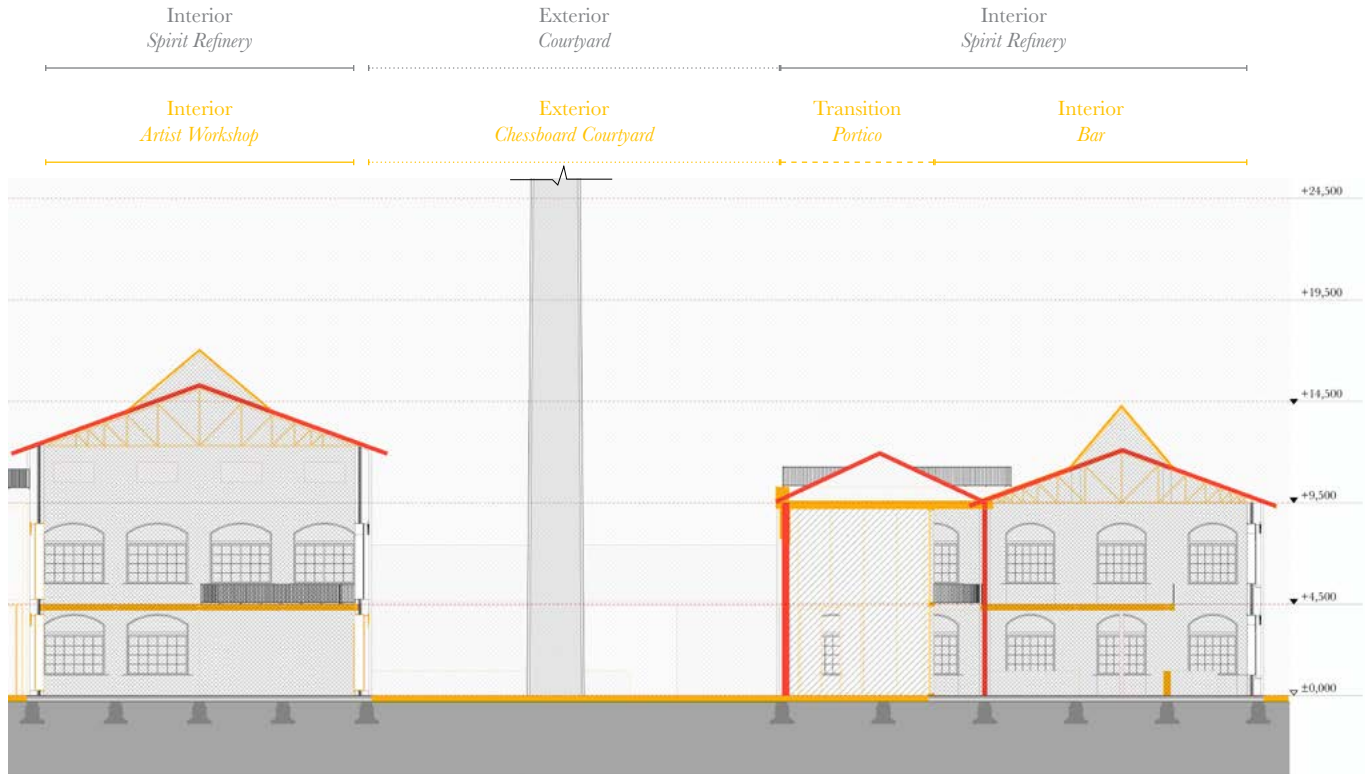 Interior
Spirit Refinery
Exterior
Courtyard
Interior
Spirit Refinery
Interior
Artist Workshop
Exterior
Chessboard Courtyard
Transition
Portico
Interior
Bar
+24,500
+19,500
+14,500
+9,500
+4,500
±0,000